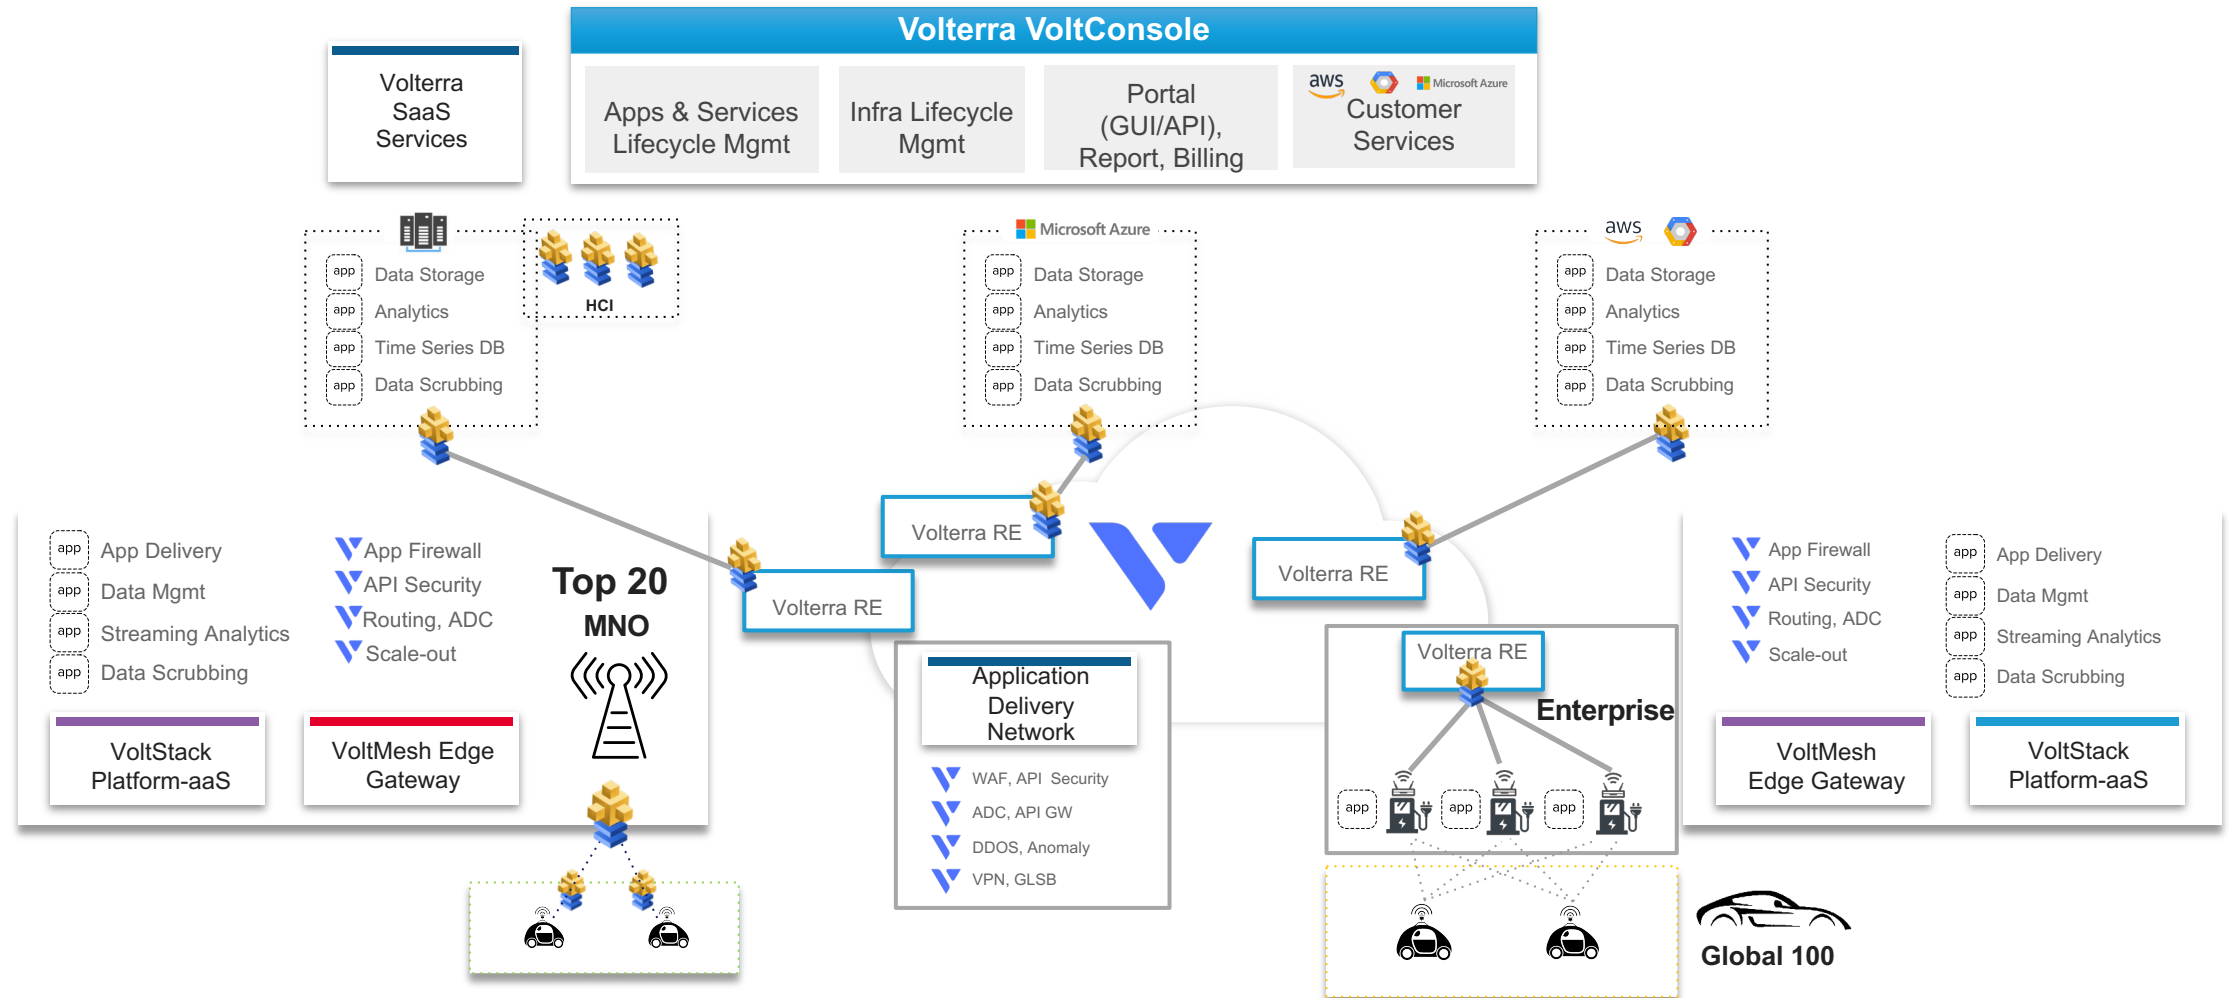 Volterra VoltConsole
Volterra
SaaS
Services
Apps & Services
Lifecycle Mgmt
Infra Lifecycle
Mgmt
Portal
(GUI/API),
Report, Billing
aws
Microsoft Azure
Customer
Services
app Data Storage
app Analytics
app Time Series DB
app Data Scrubbing
HCI
Microsoft Azure
app Data Storage
app Analytics
app Time Series DB
app Data Scrubbing
aws
app Data Storage
app Analytics
app Time Series DB
app Data Scrubbing
app App Delivery
app Data Mgmt
app Streaming Analytics
app Data Scrubbing
App Firewall
API Security
Routing, ADC
Scale-out
Top 20
MNO
VoltStack
Platform-aaS
VoltMesh Edge
Gateway
Volterra RE
Volterra RE
Volterra RE
Application
Delivery
Network
WAF, API Security
ADC, API GW
DDOS, Anomaly
VPN, GLSB
Volterra RE
Enterprise
app
app
app
App Firewall
API Security
Routing, ADC
Scale-out
app App Delivery
app Data Mgmt
app Streaming Analytics
app Data Scrubbing
VoltMesh
Edge Gateway
VoltStack
Platform-aaS
Global 100